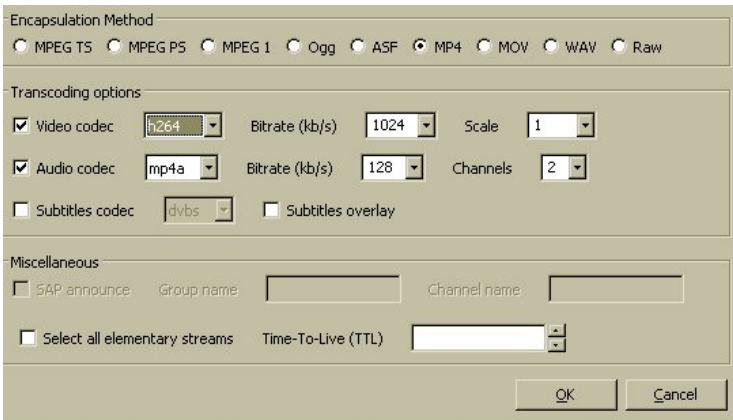 Encapsulation Method
MPEG TS MPEG PS MPEG 1 Ogg ASF MP4 MOV WAV Raw
Transcoding options
Video codec h264 Bitrate (kb/s) 1024 Scale 1
Audio codec mp4a Bitrate (kb/s) 128 Channels 2
Subtitles codec dvbs Subtitles overlay
Miscellaneous
SAP announce Group name Channel name
Select all elementary streams Time-To-Live (TTL)
OK Cancel